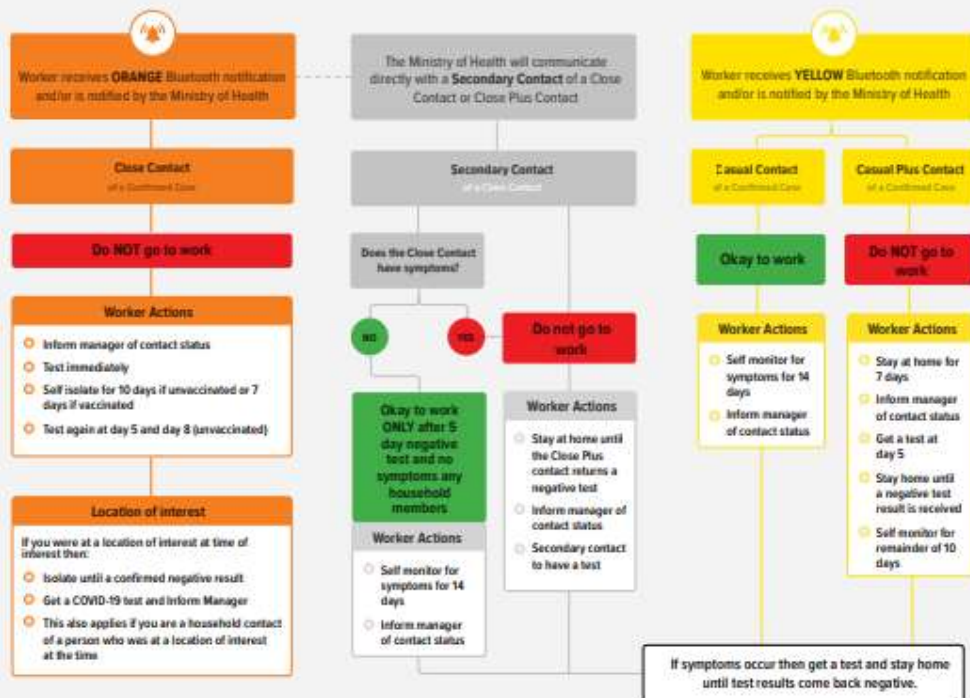 Worker receives ORANGE Bluetooth notification
and/or is notified by the Ministry of Health
Close Contact
of a Confirmed Case
Do NOT go to work
Worker Actions
Inform manager of contact status
Test immediately
Self isolate for 10 days if unvaccinated or 7
days if vaccinated
Test again at day 5 and day 8 (unvaccinated)
Location of interest
If you were at a location of interest at time of
interest then:
Isolate until a confirmed negative result
Get a COVID-19 test and Inform Manager
This also applies if you are a household contact
of a person who was at a location of interest
at the time
The Ministry of Health will communicate
directly with a Secondary Contact of a Close
Contact or Close Plus Contact
Secondary Contact
of a Close Contact
Does the Close Contact
have symptoms?
NO
YES
Do not go to
work
Okay to work
ONLY after 5
day negative
test and no
symptoms any
household
members
Worker Actions
Self monitor for
symptoms for 14
days
Inform manager
of contact status
Worker Actions
Stay at home until
the Close Plus
contact returns a
negative test
Inform manager of
contact status
Secondary contact
to have a test
Worker receives YELLOW Bluetooth notification
and/or is notified by the Ministry of Health
Casual Contact
of a Confirmed Case
Okay to work
Worker Actions
Self monitor for
symptoms for 14
days
Inform manager
of contact status
Casual Plus Contact
of a Confirmed Case
Do NOT go to
work
Worker Actions
Stay at home for
7 days
Inform manager
of contact status
Get a test at
day 5
Stay home until
a negative test
result is received
Self monitor for
remainder of 10
days
If symptoms occur then get a test and stay home
until test results come back negative.